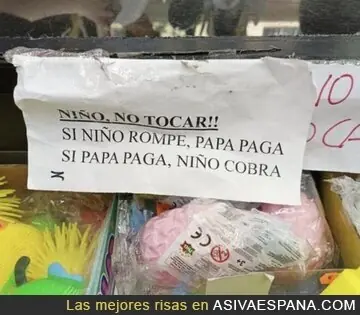 NIÑO, NO TOCAR!!
SI NIÑO ROMPE, PAPA PAGA
SI PAPA PAGA, NIÑO COBRA
CE
Las mejores risas en ASIVAESPANA.COM